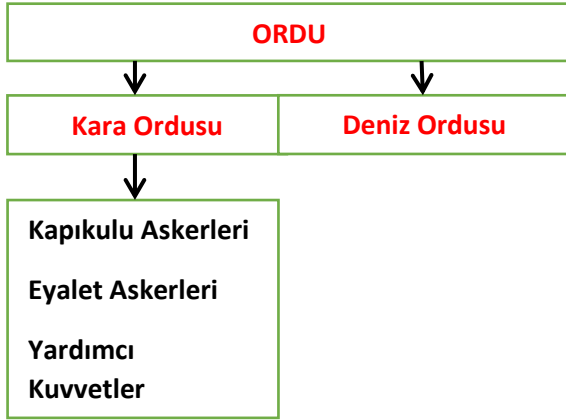 ORDU
Kara Ordusu
Deniz Ordusu
Kapıkulu Askerleri
Eyalet Askerleri
Yardımcı
Kuvvetler